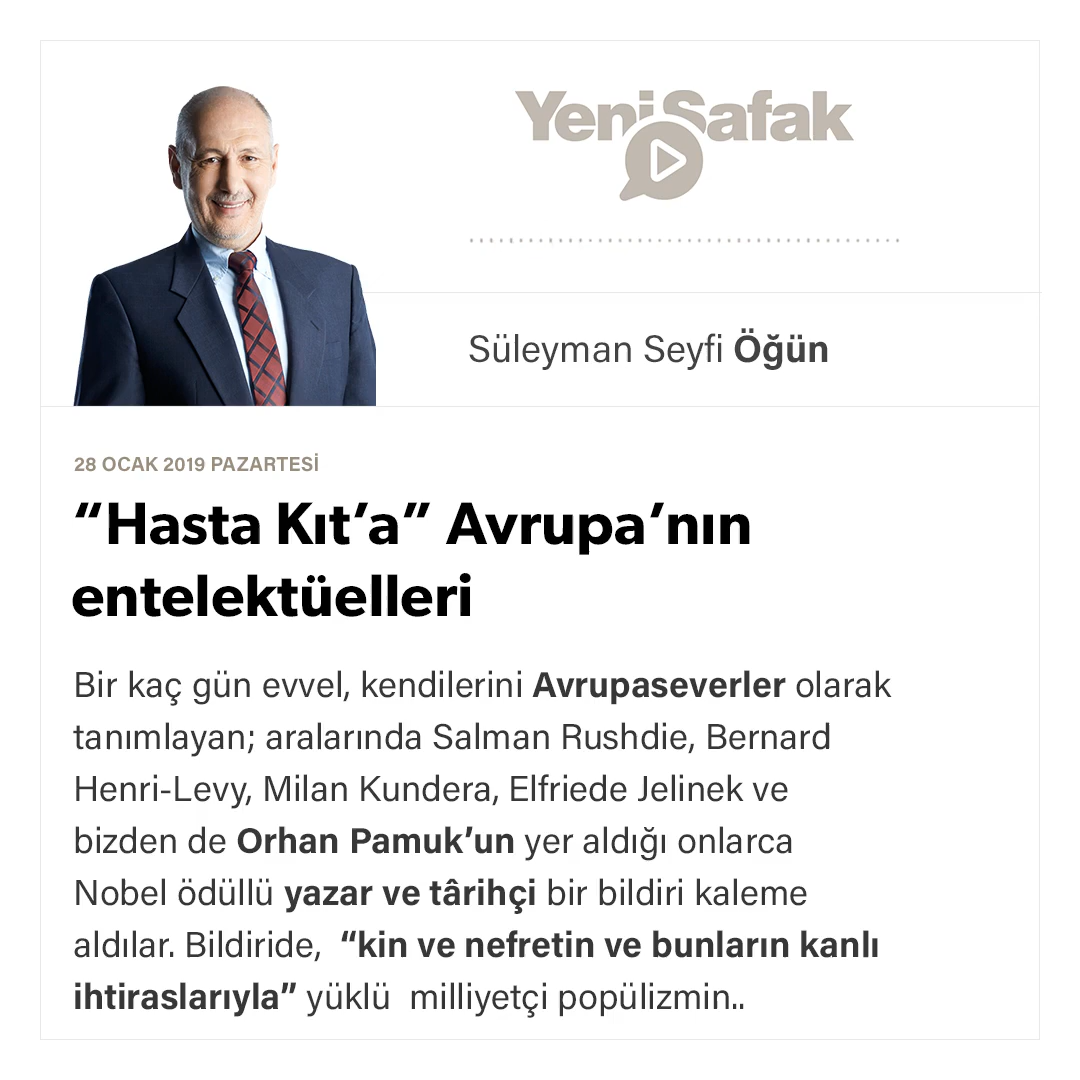 YeniŞafak
Süleyman Seyfi Öğün
28 OCAK 2019 PAZARTESİ
“Hasta Kıt’a” Avrupa’nın
entelektüelleri
Bir kaç gün evvel, kendilerini Avrupaseverler olarak
tanımlayan; aralarında Salman Rushdie, Bernard
Henri-Levy, Milan Kundera, Elfriede Jelinek ve
bizden de Orhan Pamuk’un yer aldığı onlarca
Nobel ödüllü yazar ve târihçi bir bildiri kaleme
aldılar. Bildiride,  “kin ve nefretin ve bunların kanlı
ihtiraslarıyla” yüklü  milliyetçi popülizmin..